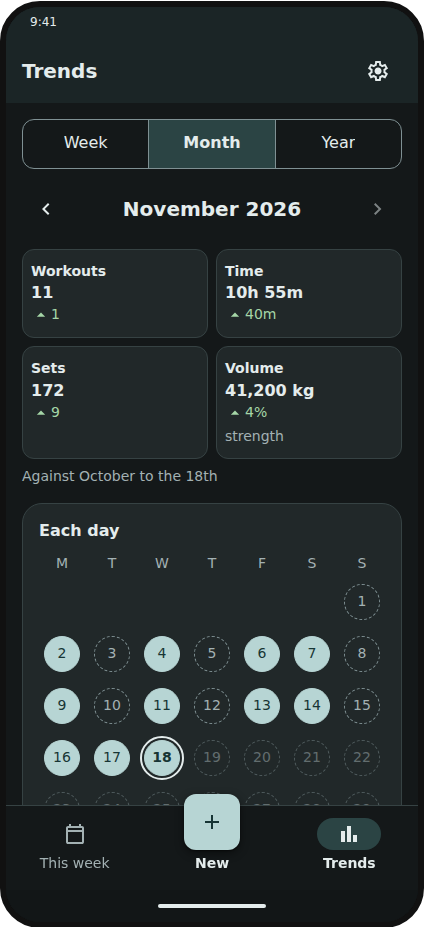 9:41
Trends
Week Month Year
November 2026
Workouts
11
1
Time
10h 55m
40m
Sets
172
9
Volume
41,200 kg
4%
strength
Against October to the 18th
Each day
M T W T F S S
1
2 3 4 5 6 7 8
9 10 11 12 13 14 15
16 17 18 19 20 21 22
This week New Trends